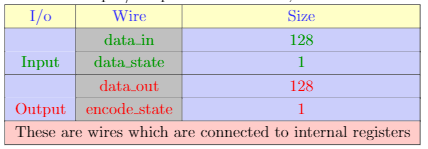 I/o Wire Size
data_in 128
Input data_state 1
data_out 128
Output encode_state 1
These are wires which are connected to internal registers